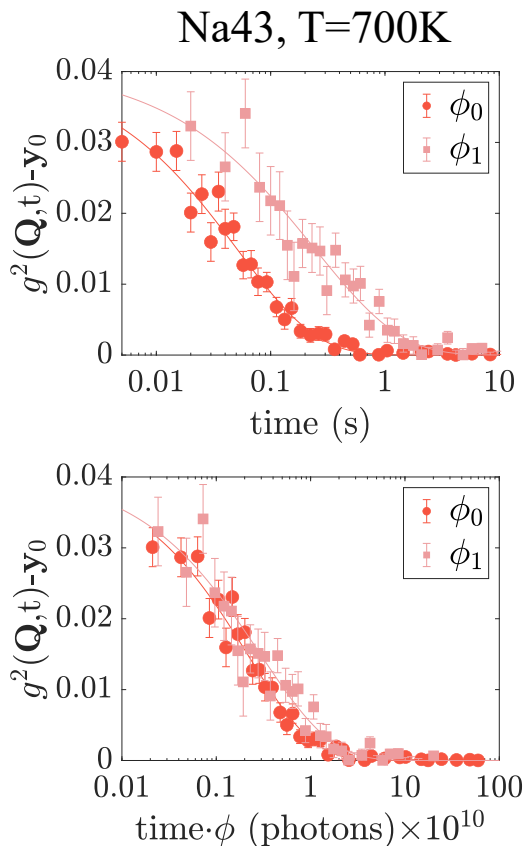 Na43, T=700K
0.04
0.03
0.02
0.01
0
g²(Q,t)-y₀
ϕ₀
ϕ₁
0.01 0.1 1 10
time (s)
0.04
0.03
0.02
0.01
0
g²(Q,t)-y₀
ϕ₀
ϕ₁
0.01 0.1 1 10 100
time·ϕ (photons)×10¹⁰